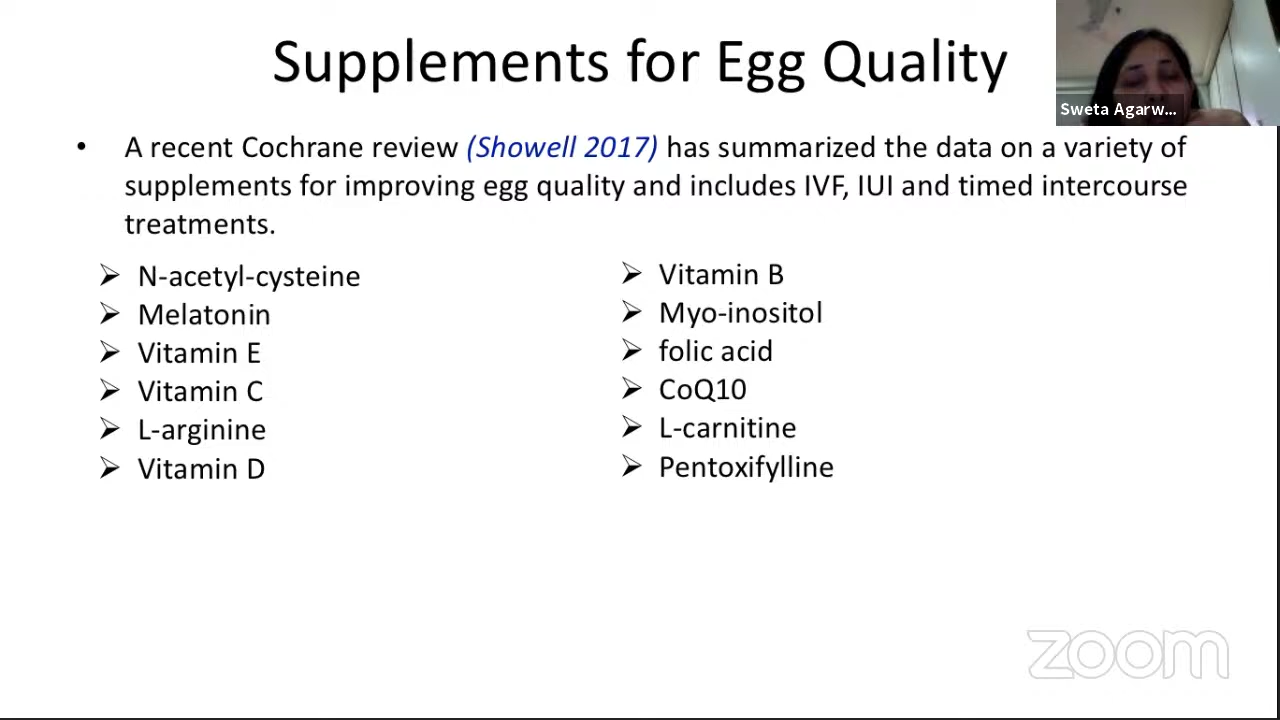 Supplements for Egg Quality
Sweta Agarw...
• A recent Cochrane review (Showell 2017) has summarized the data on a variety of
supplements for improving egg quality and includes IVF, IUI and timed intercourse
treatments.
➢ N-acetyl-cysteine
➢ Melatonin
➢ Vitamin E
➢ Vitamin C
➢ L-arginine
➢ Vitamin D
➢ Vitamin B
➢ Myo-inositol
➢ folic acid
➢ CoQ10
➢ L-carnitine
➢ Pentoxifylline
zoom